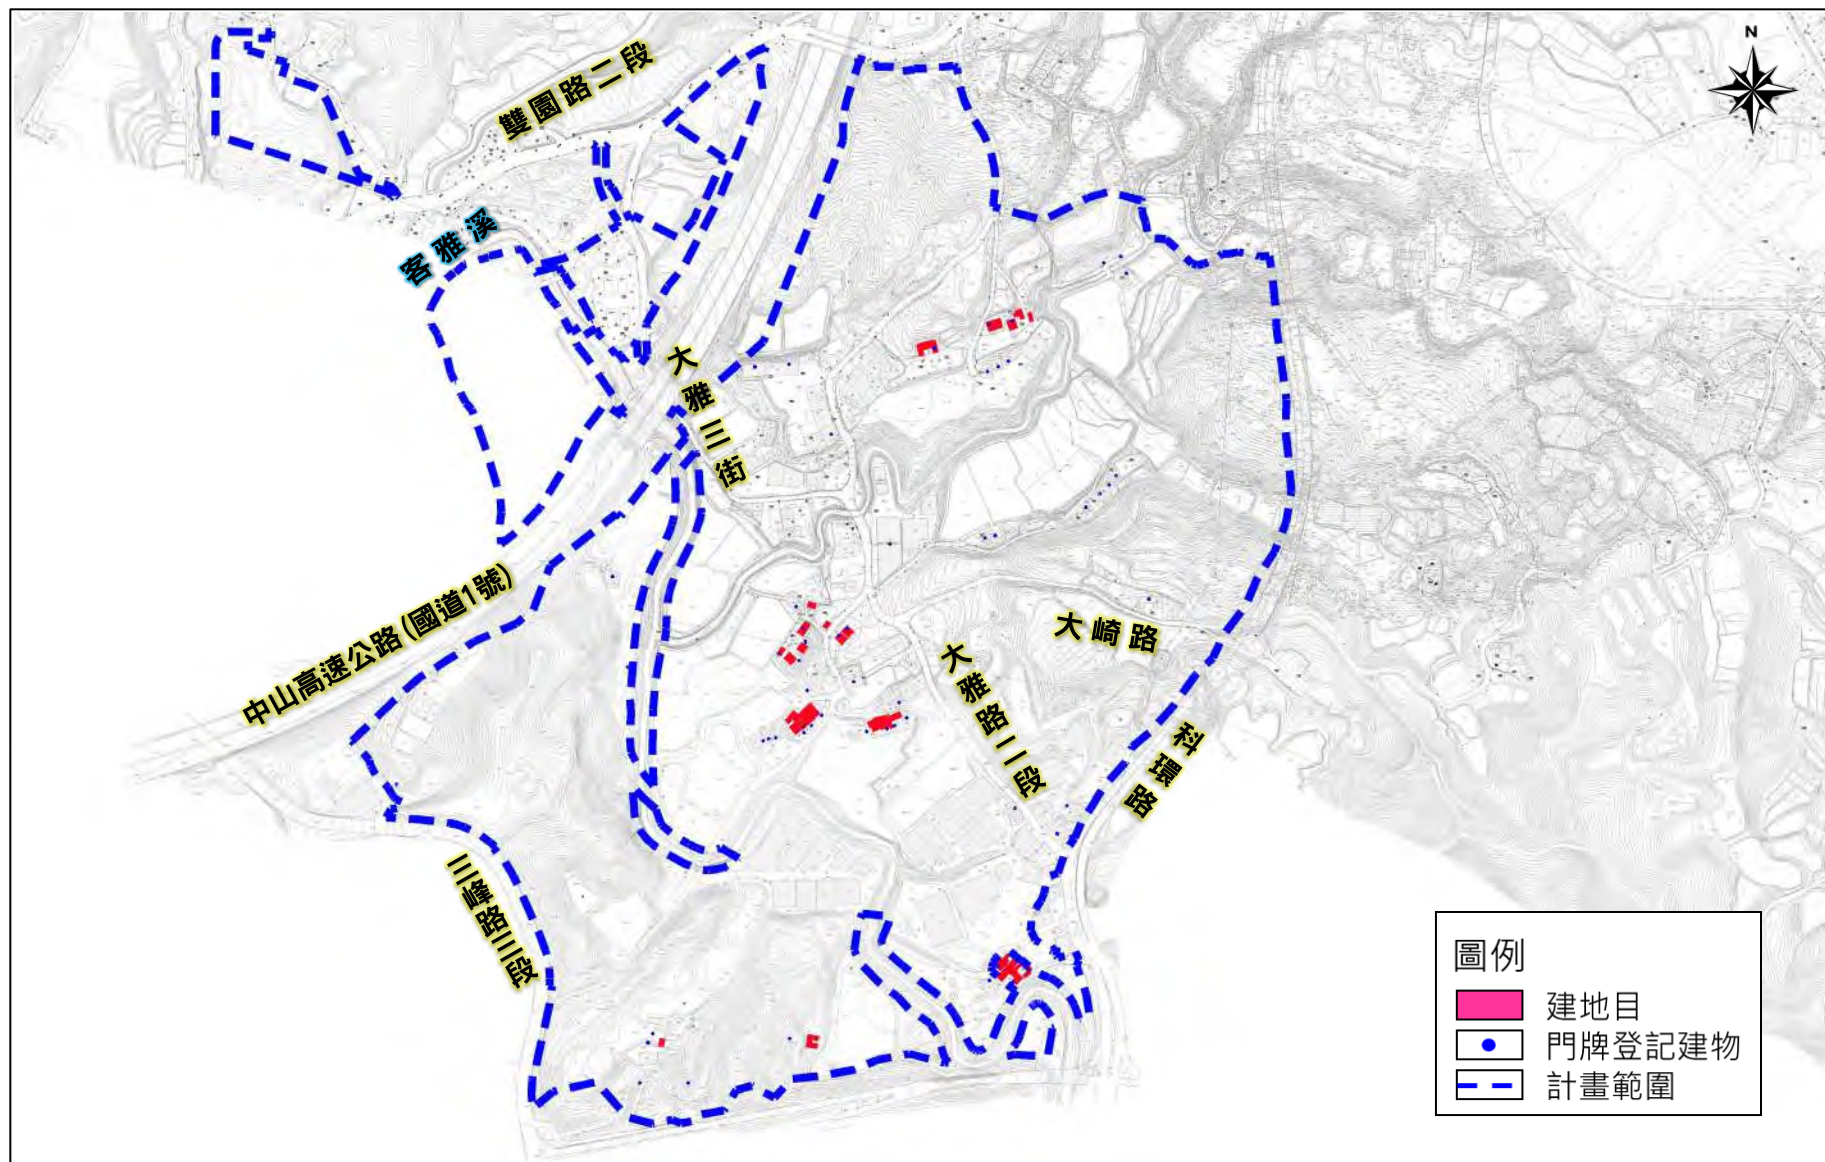 N
雙園路二段
客雅溪
大雅三街
中山高速公路(國道1號)
大崎路
大雅路二段
科環路
三峰路三段
圖例
建地目
門牌登記建物
計畫範圍